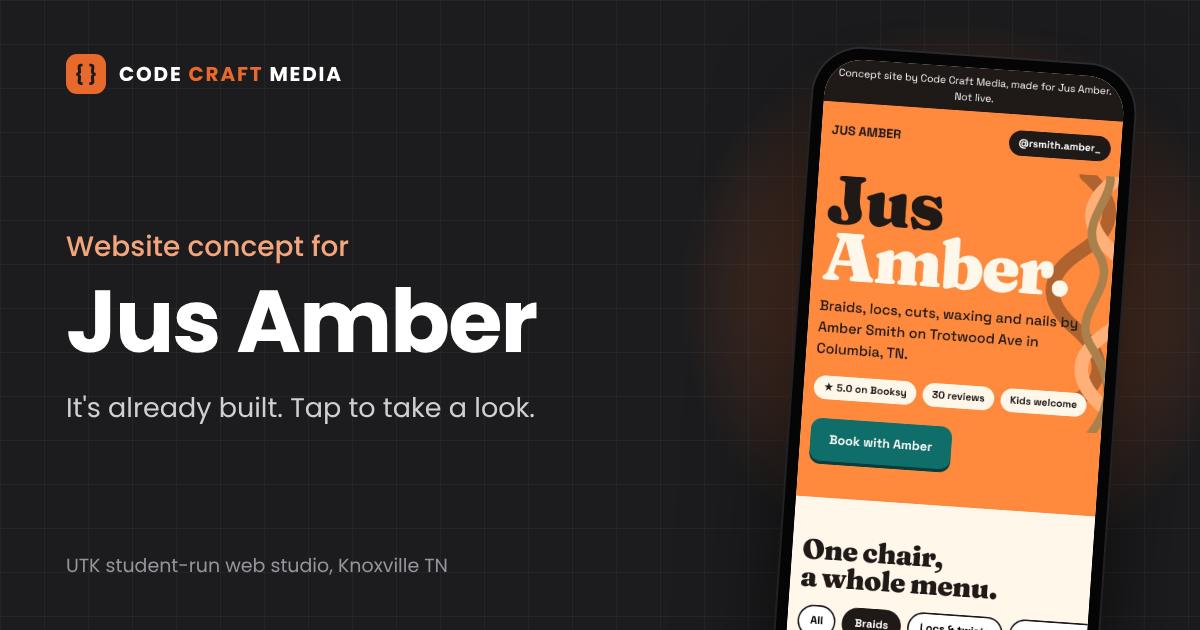 { } CODE CRAFT MEDIA
Website concept for
Jus Amber
It's already built. Tap to take a look.
UTK student-run web studio, Knoxville TN
Concept site by Code Craft Media, made for Jus Amber.
Not live.
JUS AMBER
@rsmith.amber_
Jus
Amber.
Braids, locs, cuts, waxing and nails by
Amber Smith on Trotwood Ave in
Columbia, TN.
★ 5.0 on Booksy
30 reviews
Kids welcome
Book with Amber
One chair,
a whole menu.
All
Braids
Locs &